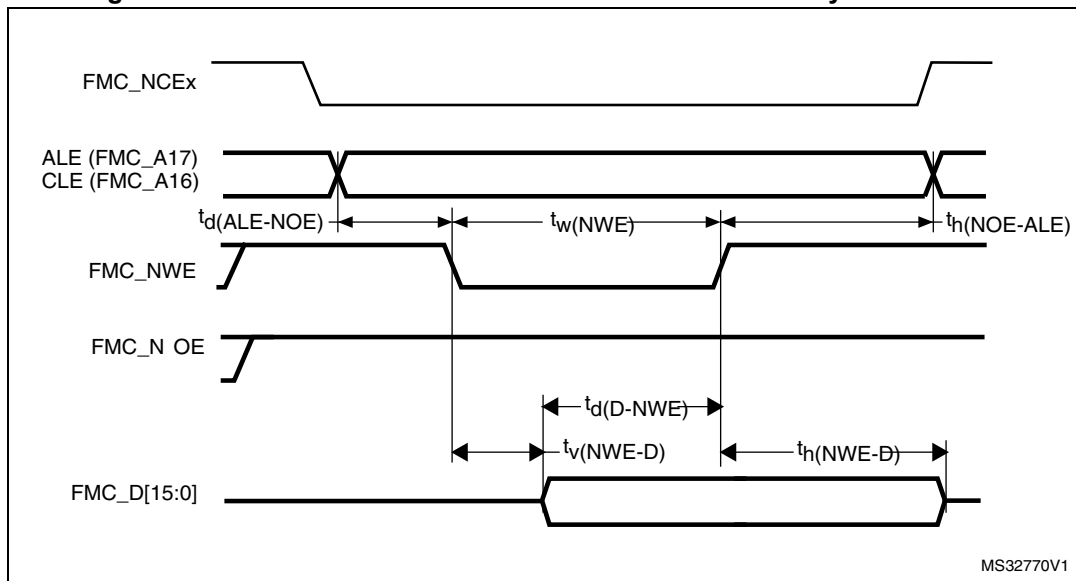 FMC_NCEx
ALE (FMC_A17)
CLE (FMC_A16)
td(ALE-NOE)
tw(NWE)
th(NOE-ALE)
FMC_NWE
FMC_N OE
td(D-NWE)
tv(NWE-D)
th(NWE-D)
FMC_D[15:0]
MS32770V1